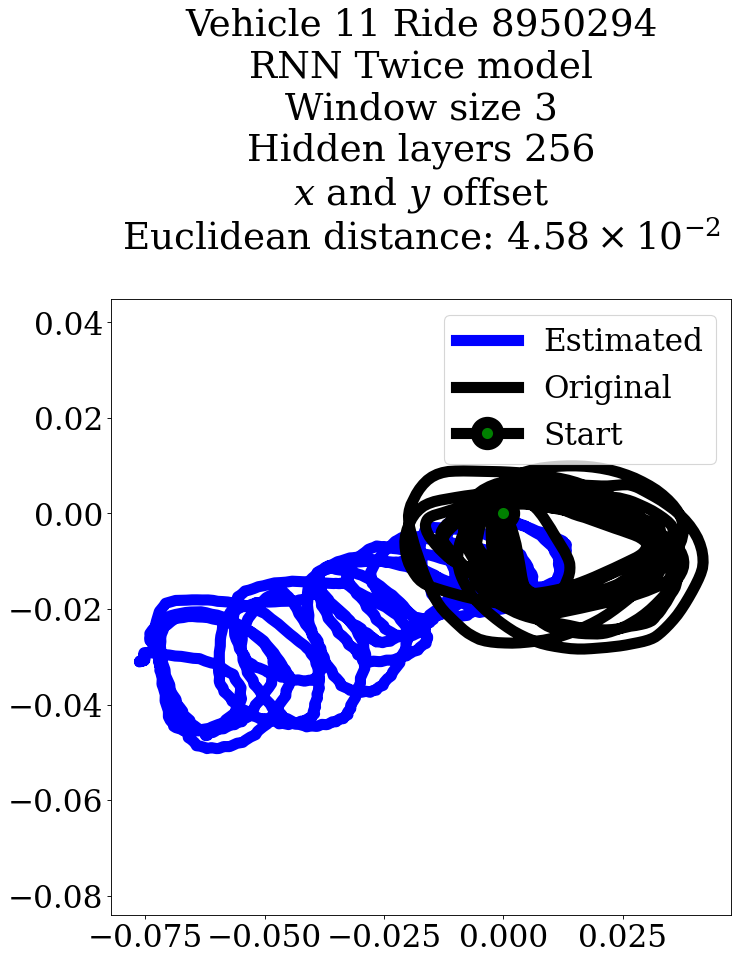 Vehicle 11 Ride 8950294
RNN Twice model
Window size 3
Hidden layers 256
x and y offset
Euclidean distance: 4.58 × 10⁻²
Estimated
Original
Start
0.04
0.02
0.00
−0.02
−0.04
−0.06
−0.08
−0.075 −0.050 −0.025 0.000 0.025